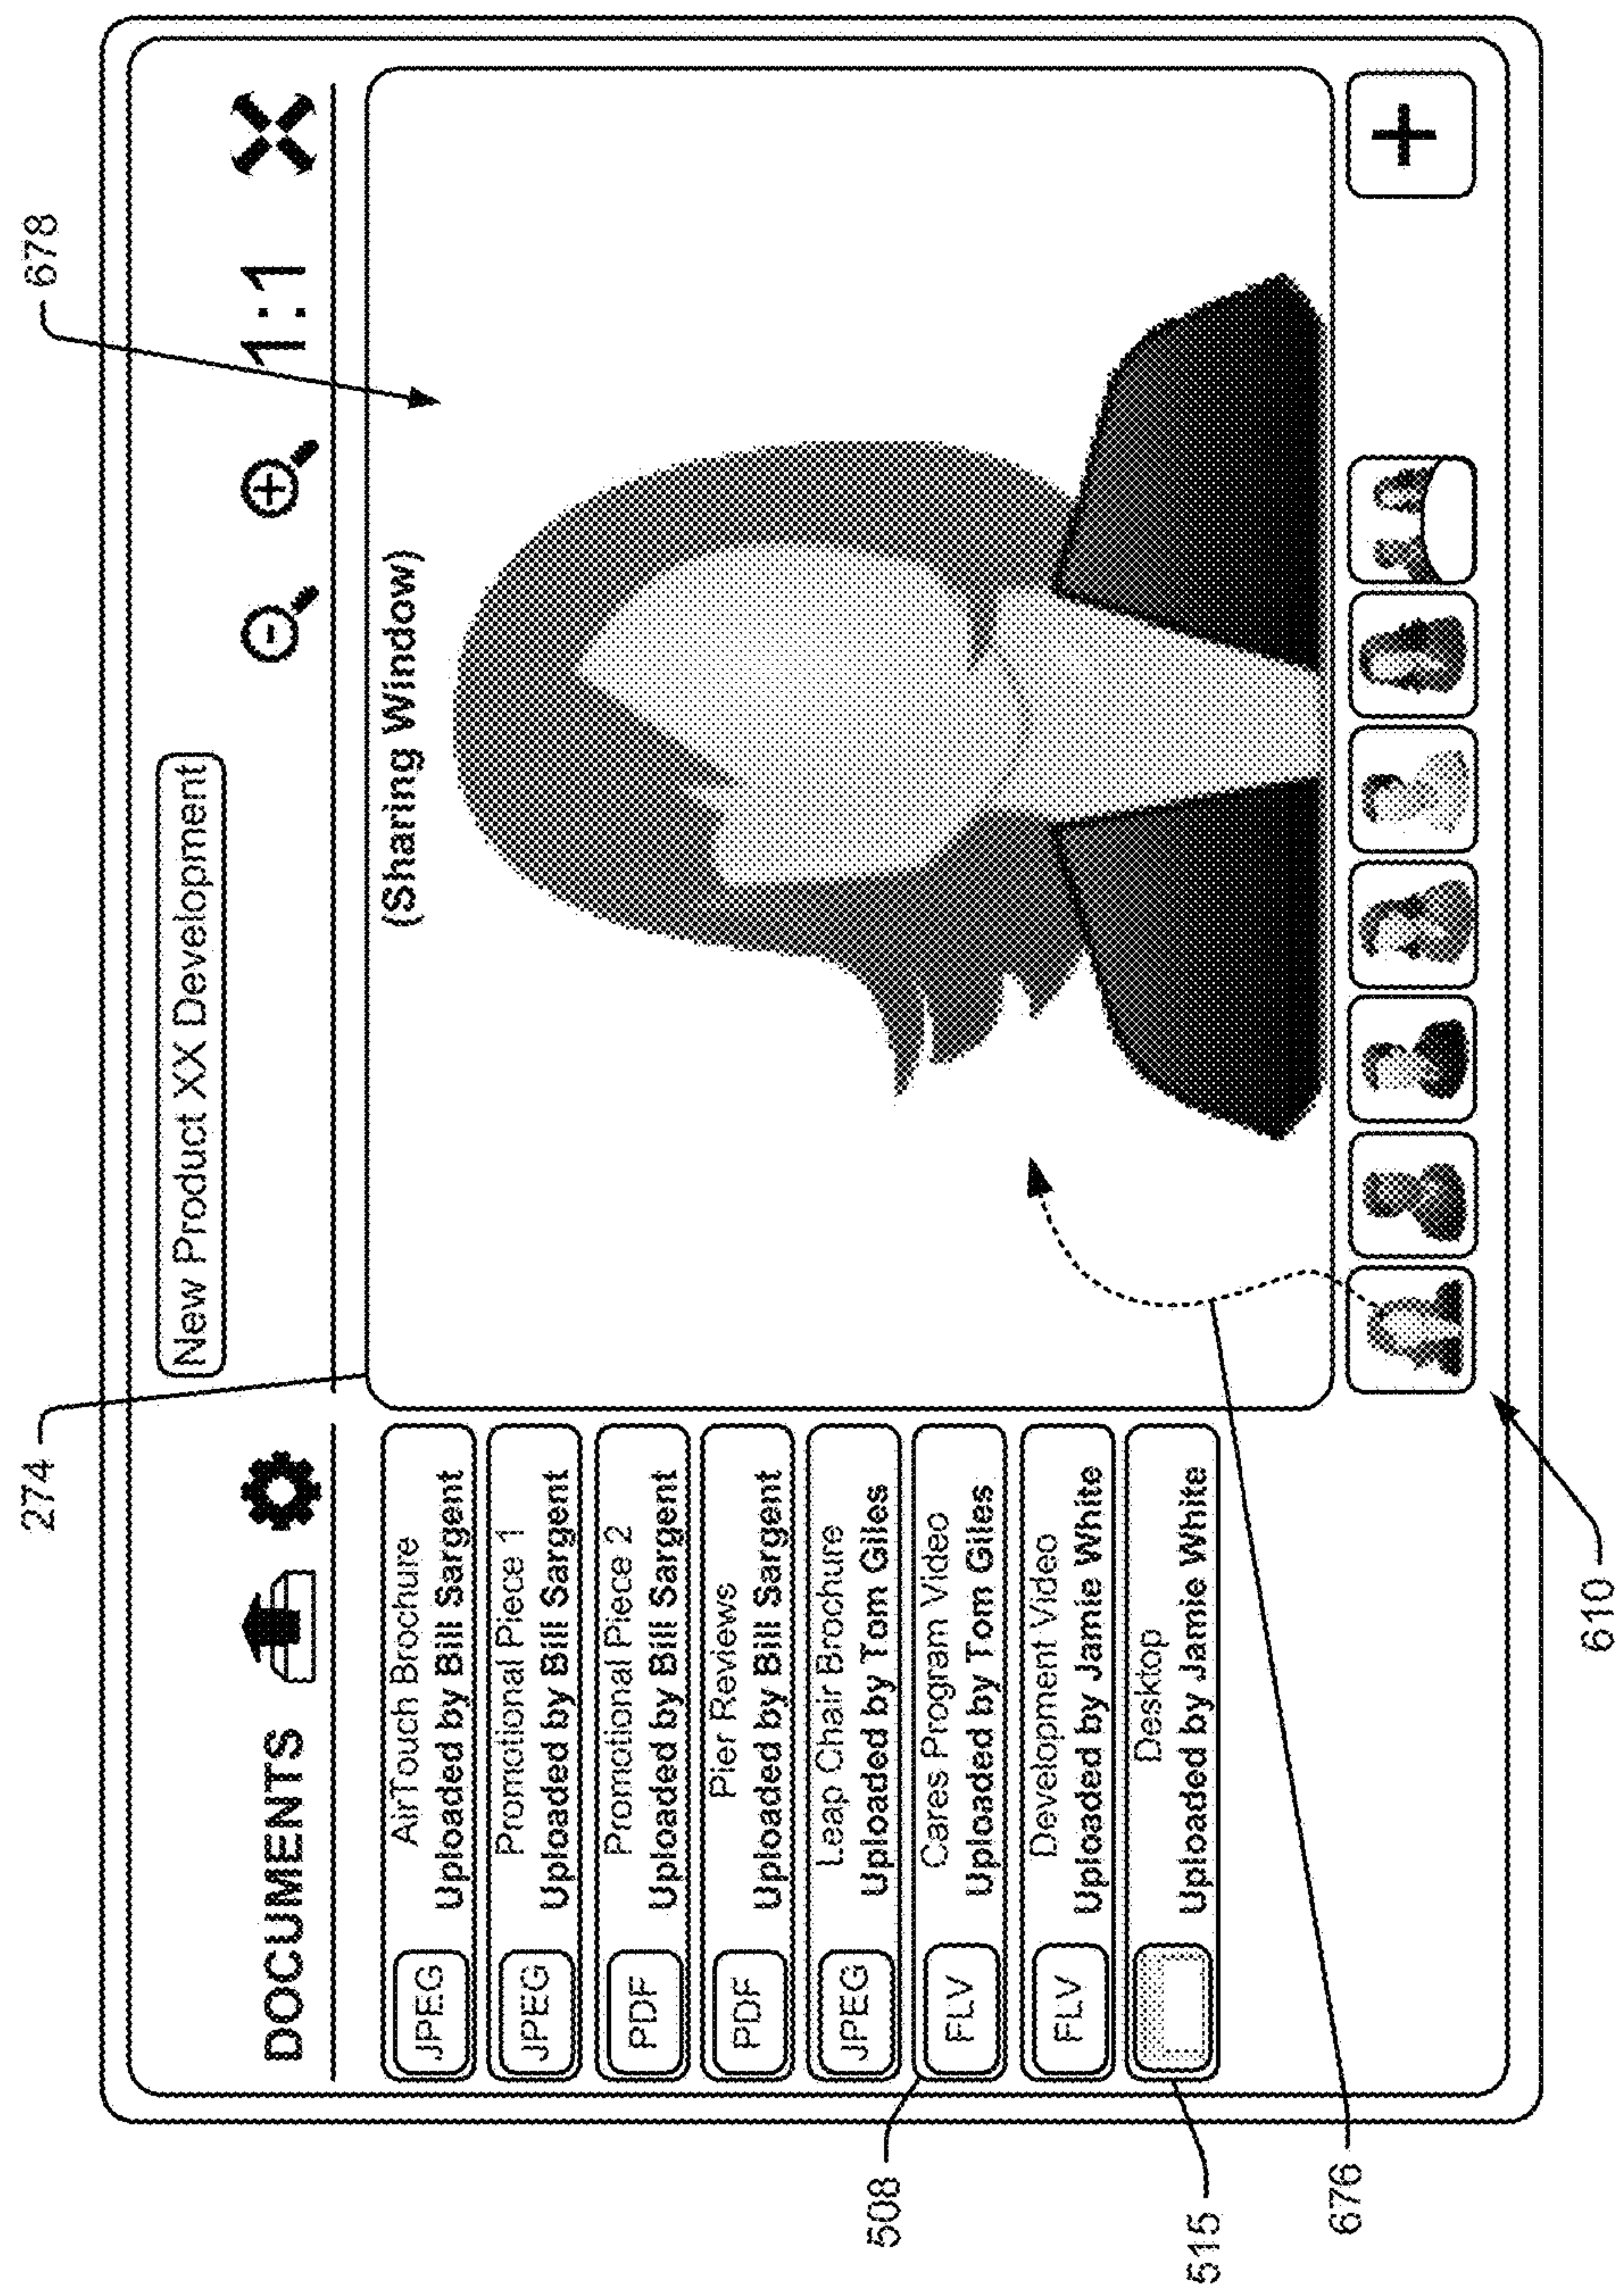 678
274
New Product XX Development
DOCUMENTS
1:1
(Sharing Window)
JPEG
AirTouch Brochure
Uploaded by Bill Sargent
JPEG
Promotional Piece 1
Uploaded by Bill Sargent
PDF
Promotional Piece 2
Uploaded by Bill Sargent
PDF
Pier Reviews
Uploaded by Bill Sargent
JPEG
Leap Chair Brochure
Uploaded by Tom Giles
FLV
Cares Program Video
Uploaded by Tom Giles
FLV
Development Video
Uploaded by Jamie White
Desktop
Uploaded by Jamie White
508
515
676
610